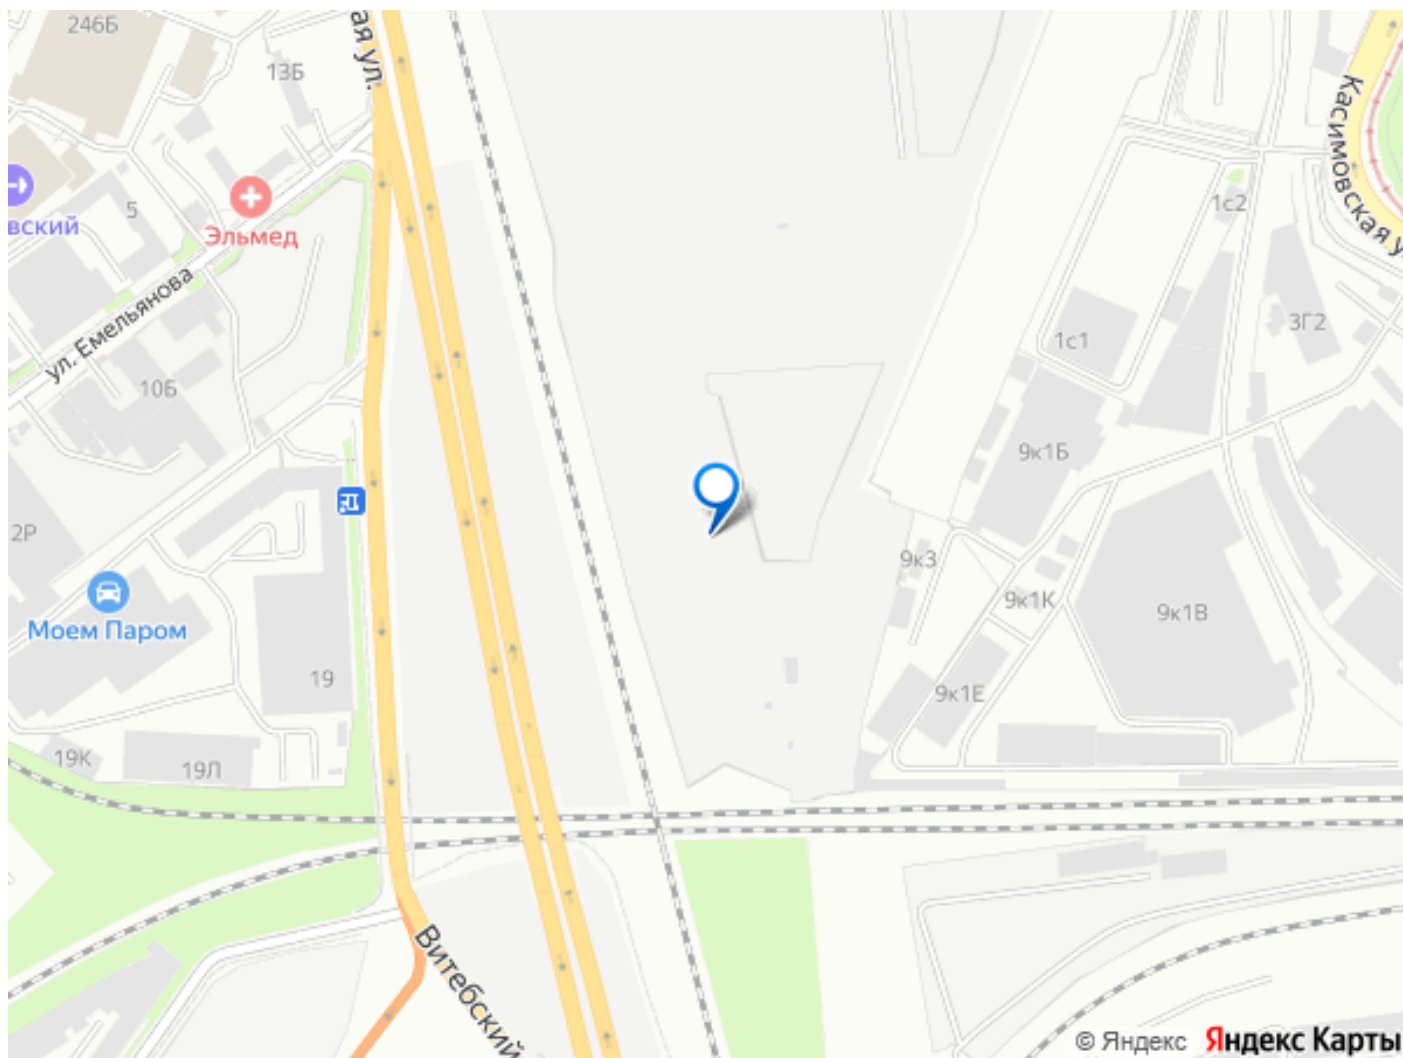 246Б
ая ул.
13Б
Касимовская у
5
вский
Эльмед
1с2
ул. Емельянова
3Г2
1с1
10Б
9к1Б
2Р
9к3
9к1К
9к1В
Моем Паром
19
9к1Е
19К
19Л
Витебский
© Яндекс Яндекс Карты